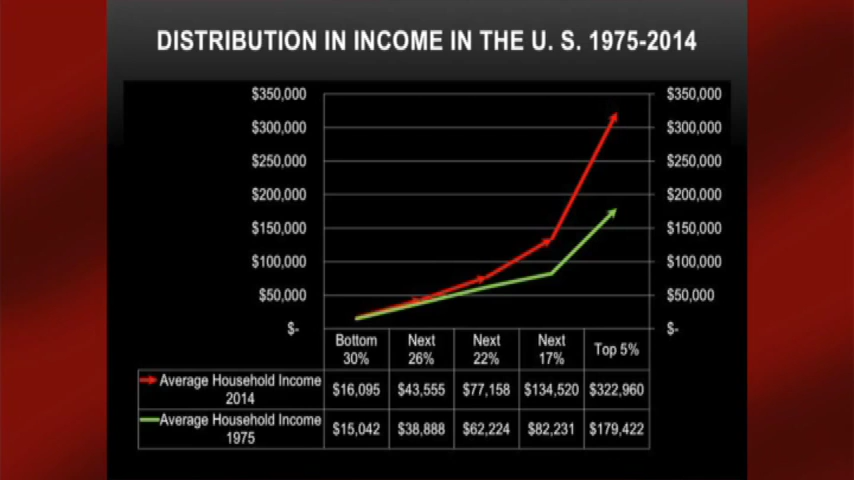 DISTRIBUTION IN INCOME IN THE U. S. 1975-2014
$350,000 $350,000
$300,000 $300,000
$250,000 $250,000
$200,000 $200,000
$150,000 $150,000
$100,000 $100,000
$50,000 $50,000
$- $-
Bottom 30% Next 26% Next 22% Next 17% Top 5%
Average Household Income 2014 $16,095 $43,555 $77,158 $134,520 $322,960
Average Household Income 1975 $15,042 $38,888 $62,224 $82,231 $179,422